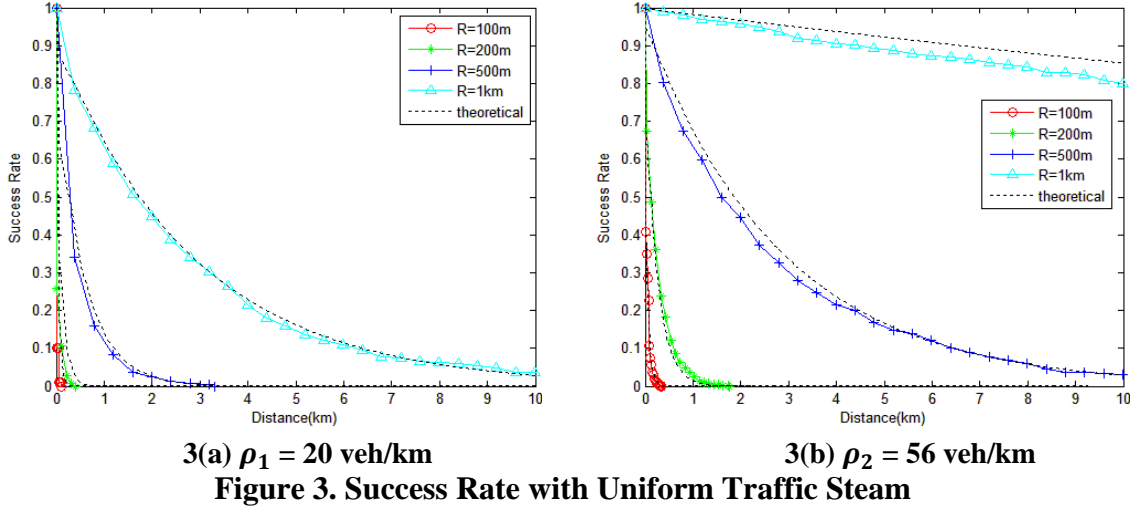 1
0.9
0.8
0.7
0.6
0.5
0.4
0.3
0.2
0.1
0
Success Rate
0 1 2 3 4 5 6 7 8 9 10
Distance(km)
R=100m
R=200m
R=500m
R=1km
theoretical
3(a) ρ₁ = 20 veh/km
1
0.9
0.8
0.7
0.6
0.5
0.4
0.3
0.2
0.1
0
Success Rate
0 1 2 3 4 5 6 7 8 9 10
Distance(km)
R=100m
R=200m
R=500m
R=1km
theoretical
3(b) ρ₂ = 56 veh/km
Figure 3. Success Rate with Uniform Traffic Steam